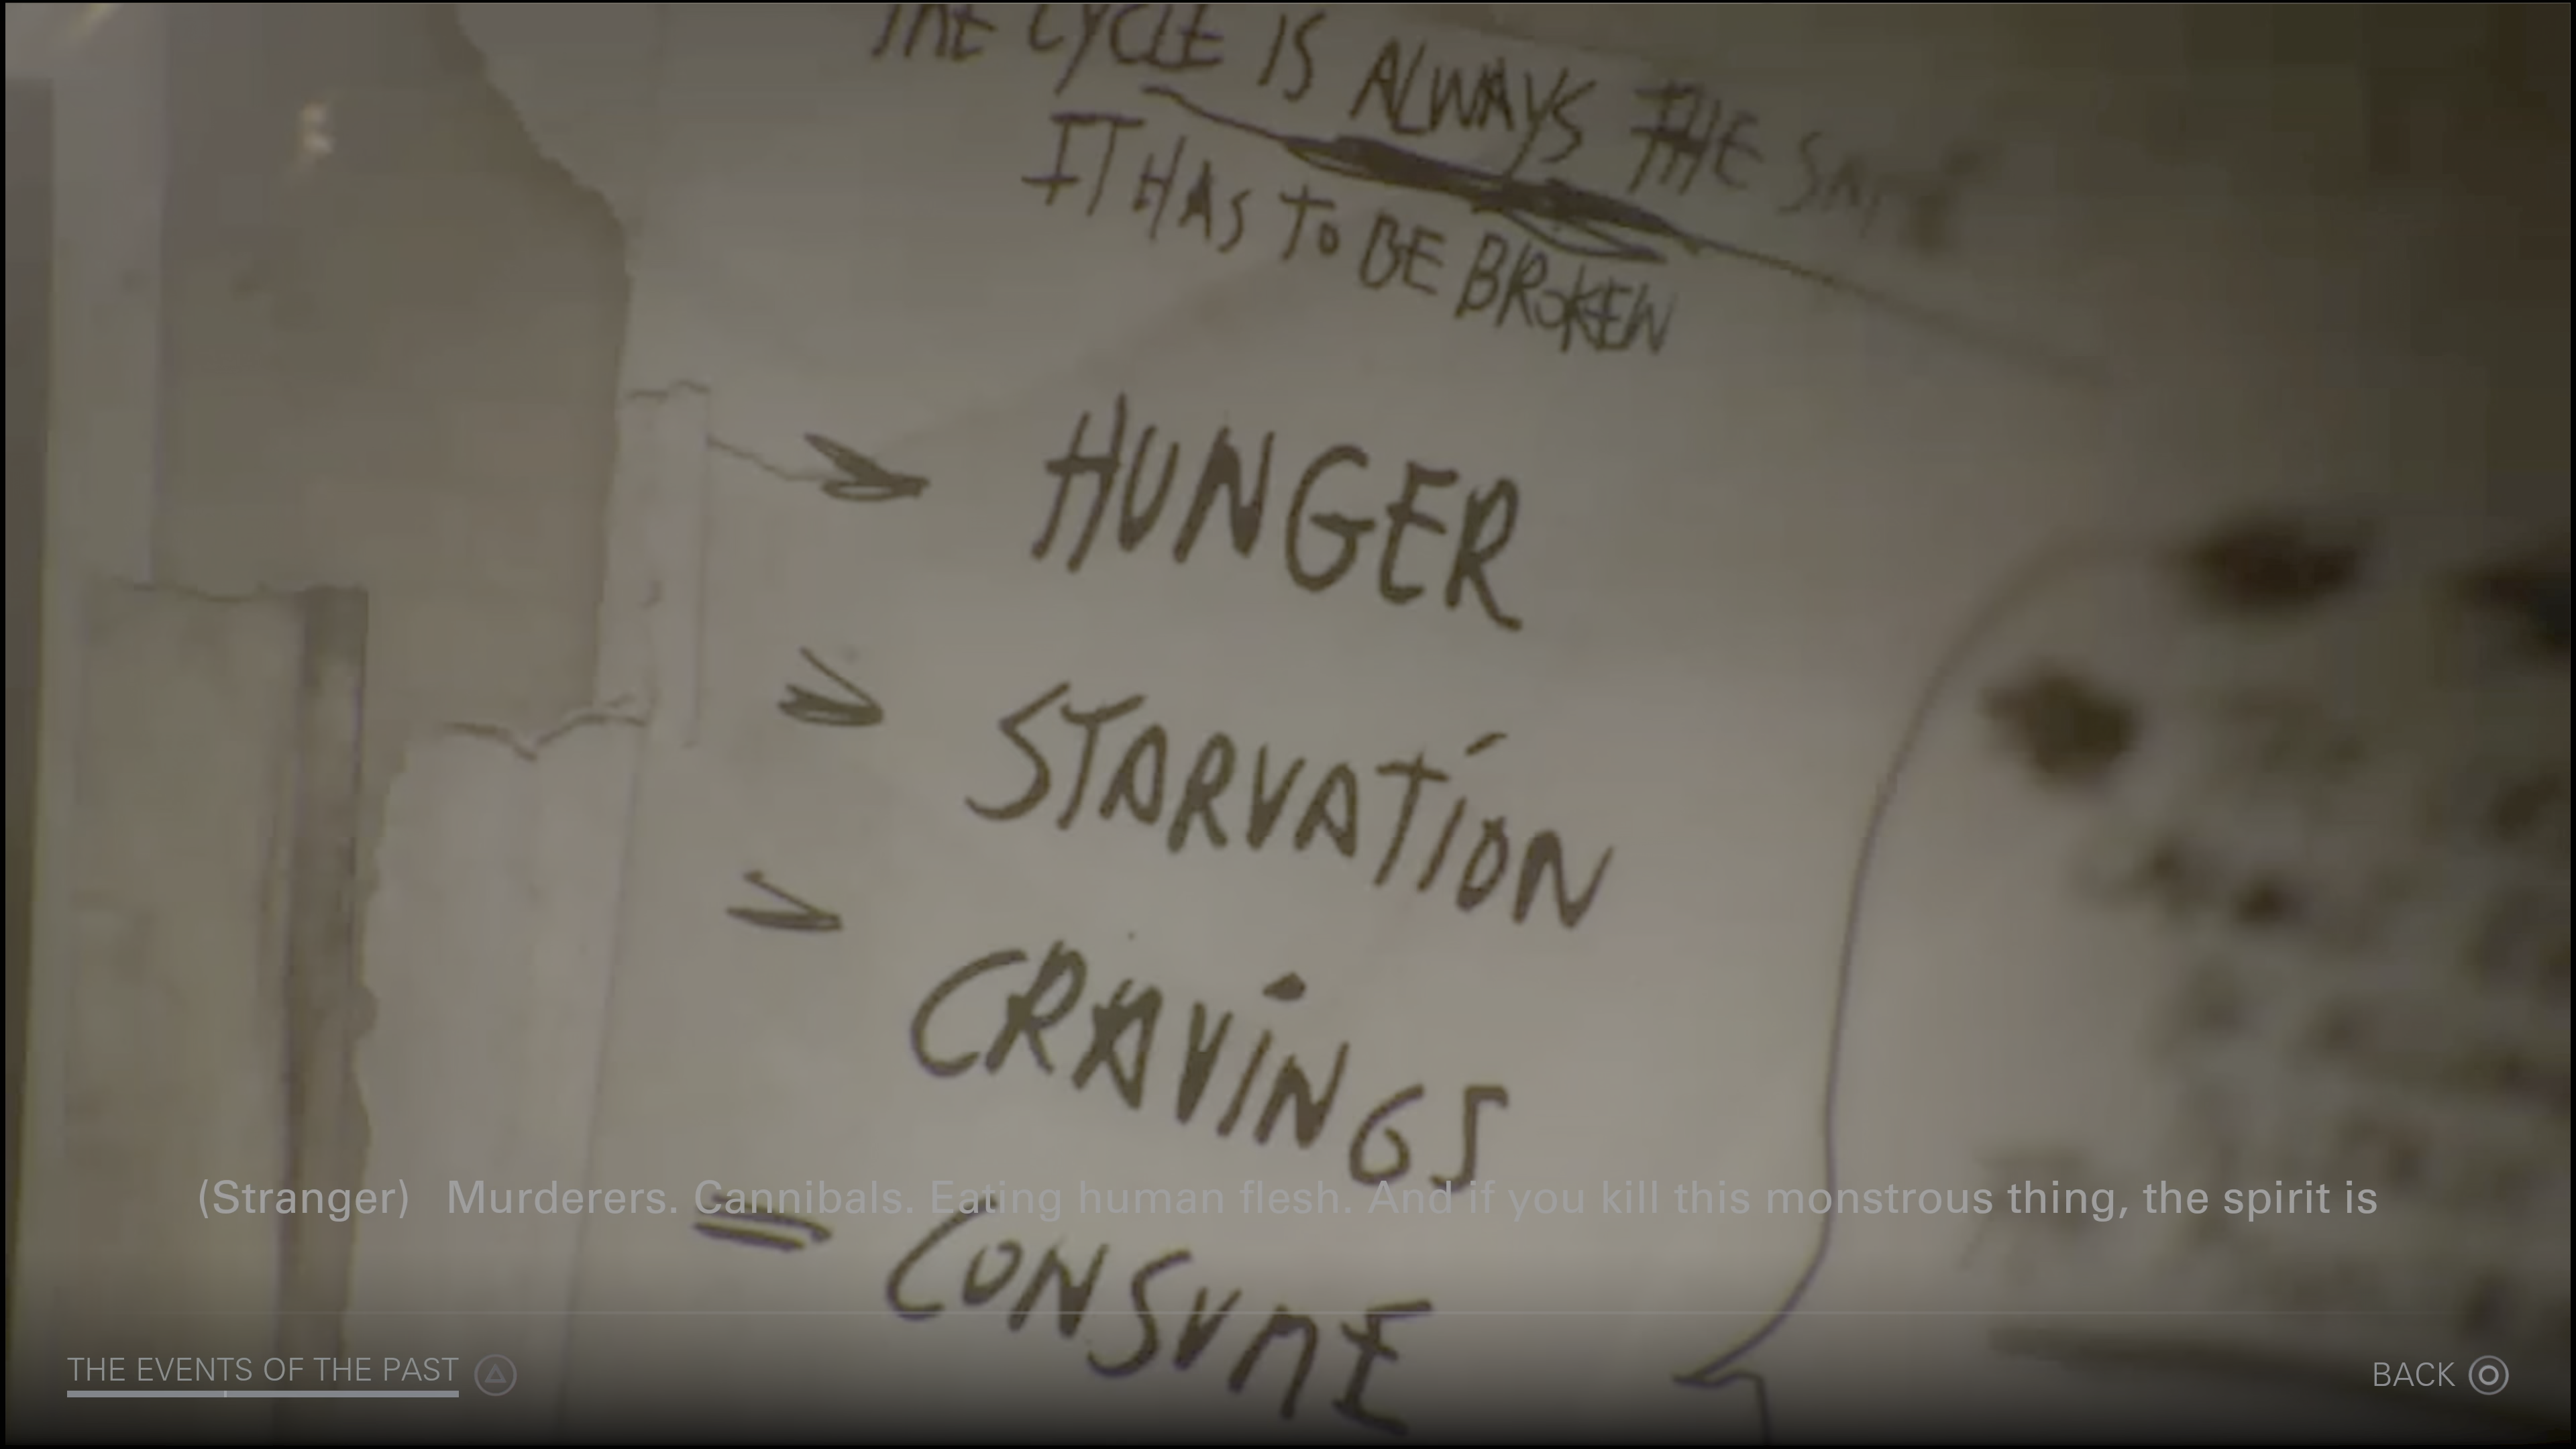 THE CYCLE IS ALWAYS THE SAME
IT HAS TO BE BROKEN
HUNGER
STARVATION
CRAVINGS
(Stranger) Murderers. Cannibals. Eating human flesh. And if you kill this monstrous thing, the spirit is
CONSUME
THE EVENTS OF THE PAST
BACK